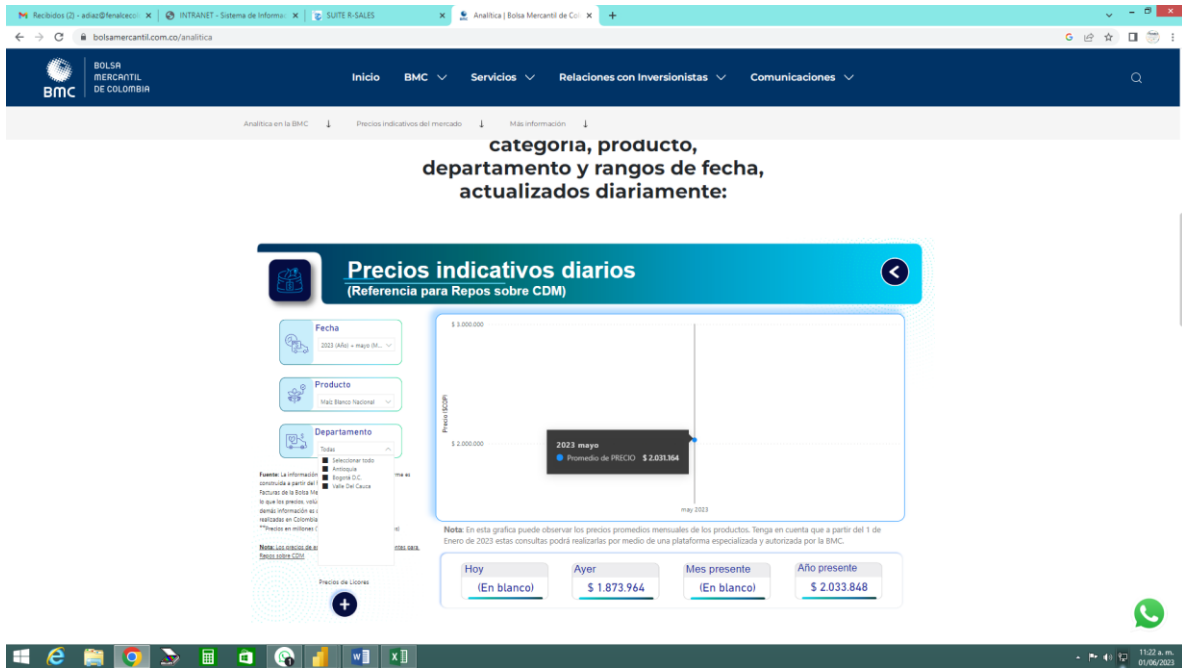 Recibidos (2) - adiaz@fenalceco
INTRANET - Sistema de Informac
SUITE R-SALES
Analítica | Bolsa Mercantil de Col
bolsamercantil.com.co/analitica
BMC
BOLSA
MERCANTIL
DE COLOMBIA
Inicio BMC Servicios Relaciones con Inversionistas Comunicaciones
Analítica en la BMC ↓ Precios indicativos del mercado ↓ Más información ↓
categoría, producto,
departamento y rangos de fecha,
actualizados diariamente:
Precios indicativos diarios
(Referencia para Repos sobre CDM)
Fecha
2023 (Año) + mayo (M...
Producto
Maíz Blanco Nacional
Departamento
Todas
Seleccionar todo
Antioquia
Bogotá D.C.
Valle Del Cauca
Fuente: La información
construida a partir del
Facturas de la Bolsa Me
lo que los precios, volú
demás información es
realizadas en Colombia
**Precios en millones
Nota: Los precios de
Repos sobre CDM
Precios de Licores
$ 3.000.000
Precio ($COP)
$ 2.000.000
2023 mayo
Promedio de PRECIO $ 2.031.164
may 2023
Nota: En esta grafica puede observar los precios promedios mensuales de los productos. Tenga en cuenta que a partir del 1 de
Enero de 2023 estas consultas podrá realizarlas por medio de una plataforma especializada y autorizada por la BMC.
Hoy
(En blanco)
Ayer
$ 1.873.964
Mes presente
(En blanco)
Año presente
$ 2.033.848
11:22 a. m.
01/06/2023